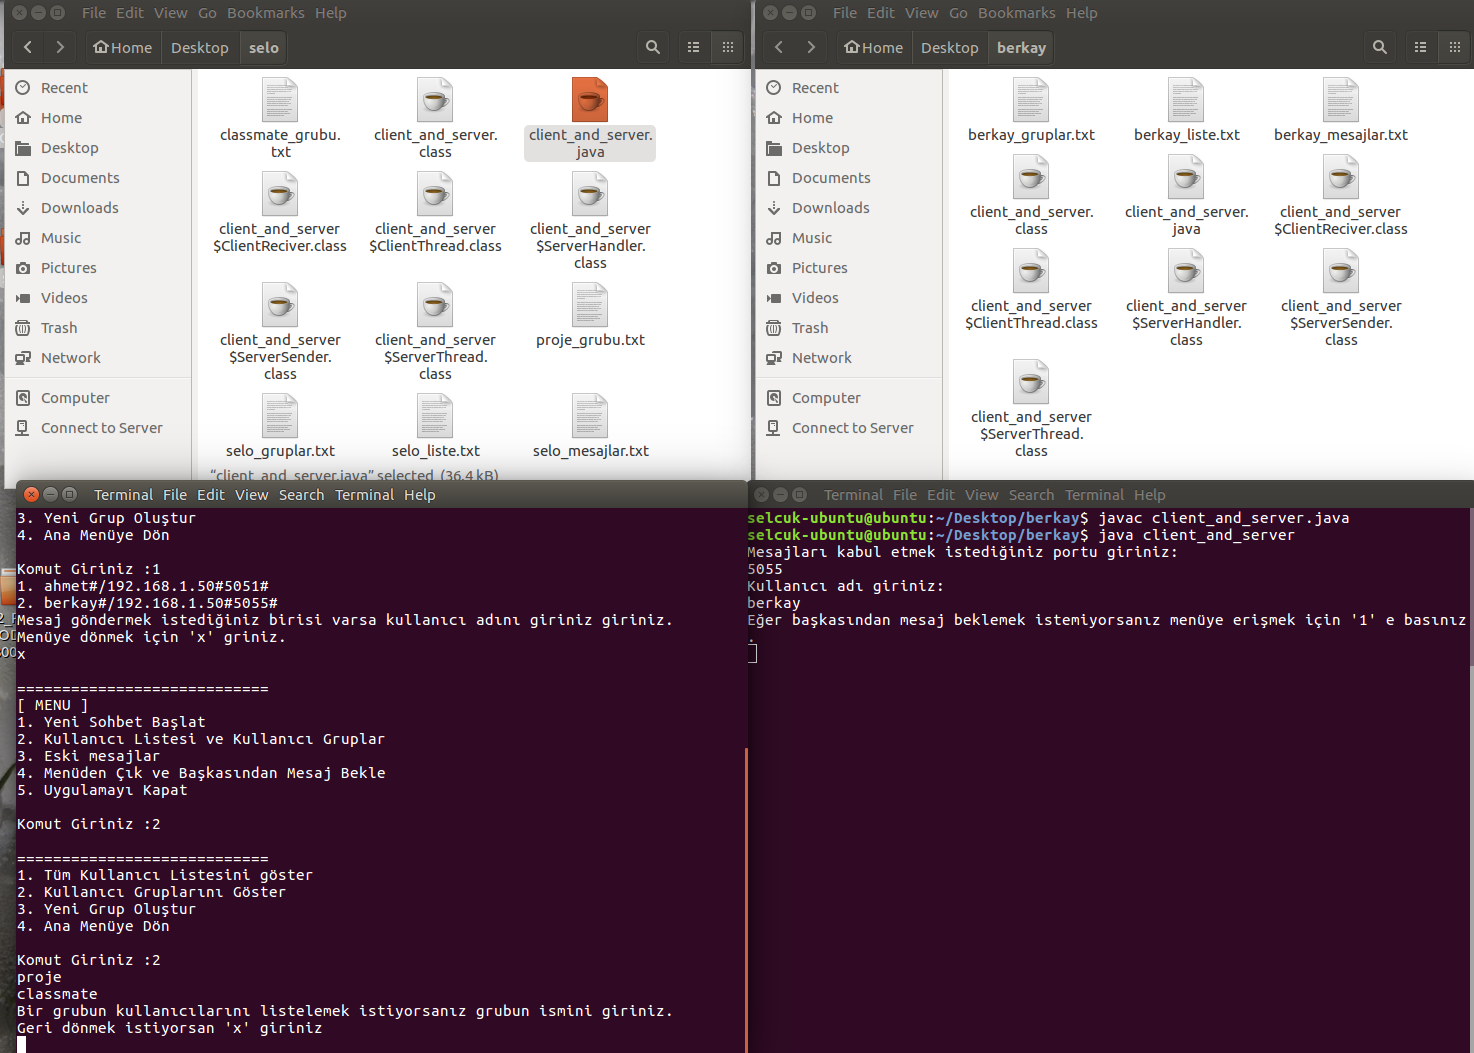 File Edit View Go Bookmarks Help
Home Desktop selo
Recent
Home
Desktop
Documents
Downloads
Music
Pictures
Videos
Trash
Network
Computer
Connect to Server
classmate_grubu.
txt
client_and_server.
class
client_and_server.
java
client_and_server
$ClientReciver.class
client_and_server
$ClientThread.class
client_and_server
$ServerHandler.
class
client_and_server
$ServerSender.
class
client_and_server
$ServerThread.
class
proje_grubu.txt
selo_gruplar.txt
selo_liste.txt
selo_mesajlar.txt
"client_and_server.java" selected (36.4 kB)
File Edit View Go Bookmarks Help
Home Desktop berkay
Recent
Home
Desktop
Documents
Downloads
Music
Pictures
Videos
Trash
Network
Computer
Connect to Server
berkay_gruplar.txt
berkay_liste.txt
berkay_mesajlar.txt
client_and_server.
class
client_and_server.
java
client_and_server
$ClientReciver.class
client_and_server
$ClientThread.class
client_and_server
$ServerHandler.
class
client_and_server
$ServerSender.
class
client_and_server
$ServerThread.
class
Terminal File Edit View Search Terminal Help
3. Yeni Grup Oluştur
4. Ana Menüye Dön
Komut Giriniz :1
1. ahmet#/192.168.1.50#5051#
2. berkay#/192.168.1.50#5055#
Mesaj göndermek istediğiniz birisi varsa kullanıcı adını giriniz giriniz.
Menüye dönmek için 'x' griniz.
x
============================
[ MENU ]
1. Yeni Sohbet Başlat
2. Kullanıcı Listesi ve Kullanıcı Gruplar
3. Eski mesajlar
4. Menüden Çık ve Başkasından Mesaj Bekle
5. Uygulamayı Kapat
Komut Giriniz :2
============================
1. Tüm Kullanıcı Listesini göster
2. Kullanıcı Gruplarını Göster
3. Yeni Grup Oluştur
4. Ana Menüye Dön
Komut Giriniz :2
proje
classmate
Bir grubun kullanıcılarını listelemek istiyorsanız grubun ismini giriniz.
Geri dönmek istiyorsan 'x' giriniz
Terminal File Edit View Search Terminal Help
selcuk-ubuntu@ubuntu:~/Desktop/berkay$ javac client_and_server.java
selcuk-ubuntu@ubuntu:~/Desktop/berkay$ java client_and_server
Mesajları kabul etmek istediğiniz portu giriniz:
5055
Kullanıcı adı giriniz:
berkay
Eğer başkasından mesaj beklemek istemiyorsanız menüye erişmek için '1' e basınız
.